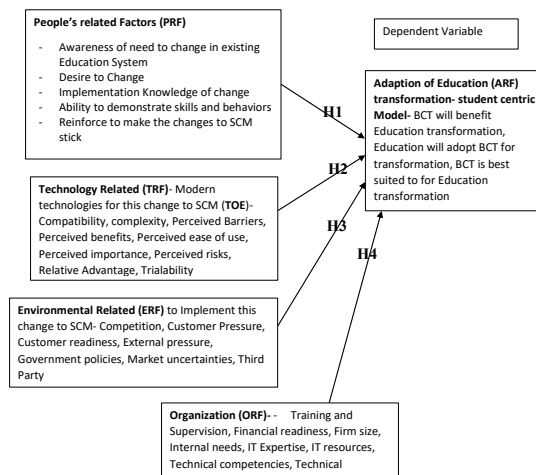 People's related Factors (PRF)
- Awareness of need to change in existing
Education System
- Desire to Change
- Implementation Knowledge of change
- Ability to demonstrate skills and behaviors
- Reinforce to make the changes to SCM
stick
Dependent Variable
Adaption of Education (ARF)
transformation- student centric
Model- BCT will benefit
Education transformation,
Education will adopt BCT for
transformation, BCT is best
suited to for Education
transformation
H1
H2
H3
H4
Technology Related (TRF)- Modern
technologies for this change to SCM (TOE)-
Compatibility, complexity, Perceived Barriers,
Perceived benefits, Perceived ease of use,
Perceived importance, Perceived risks,
Relative Advantage, Trialability
Environmental Related (ERF) to Implement this
change to SCM- Competition, Customer Pressure,
Customer readiness, External pressure,
Government policies, Market uncertainties, Third
Party
Organization (ORF)- - Training and
Supervision, Financial readiness, Firm size,
Internal needs, IT Expertise, IT resources,
Technical competencies, Technical